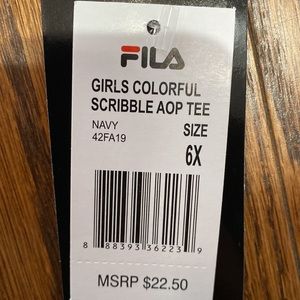 FILA
GIRLS COLORFUL
SCRIBBLE AOP TEE
NAVY SIZE
42FA19 6X
8 88393 36223 9
MSRP $22.50